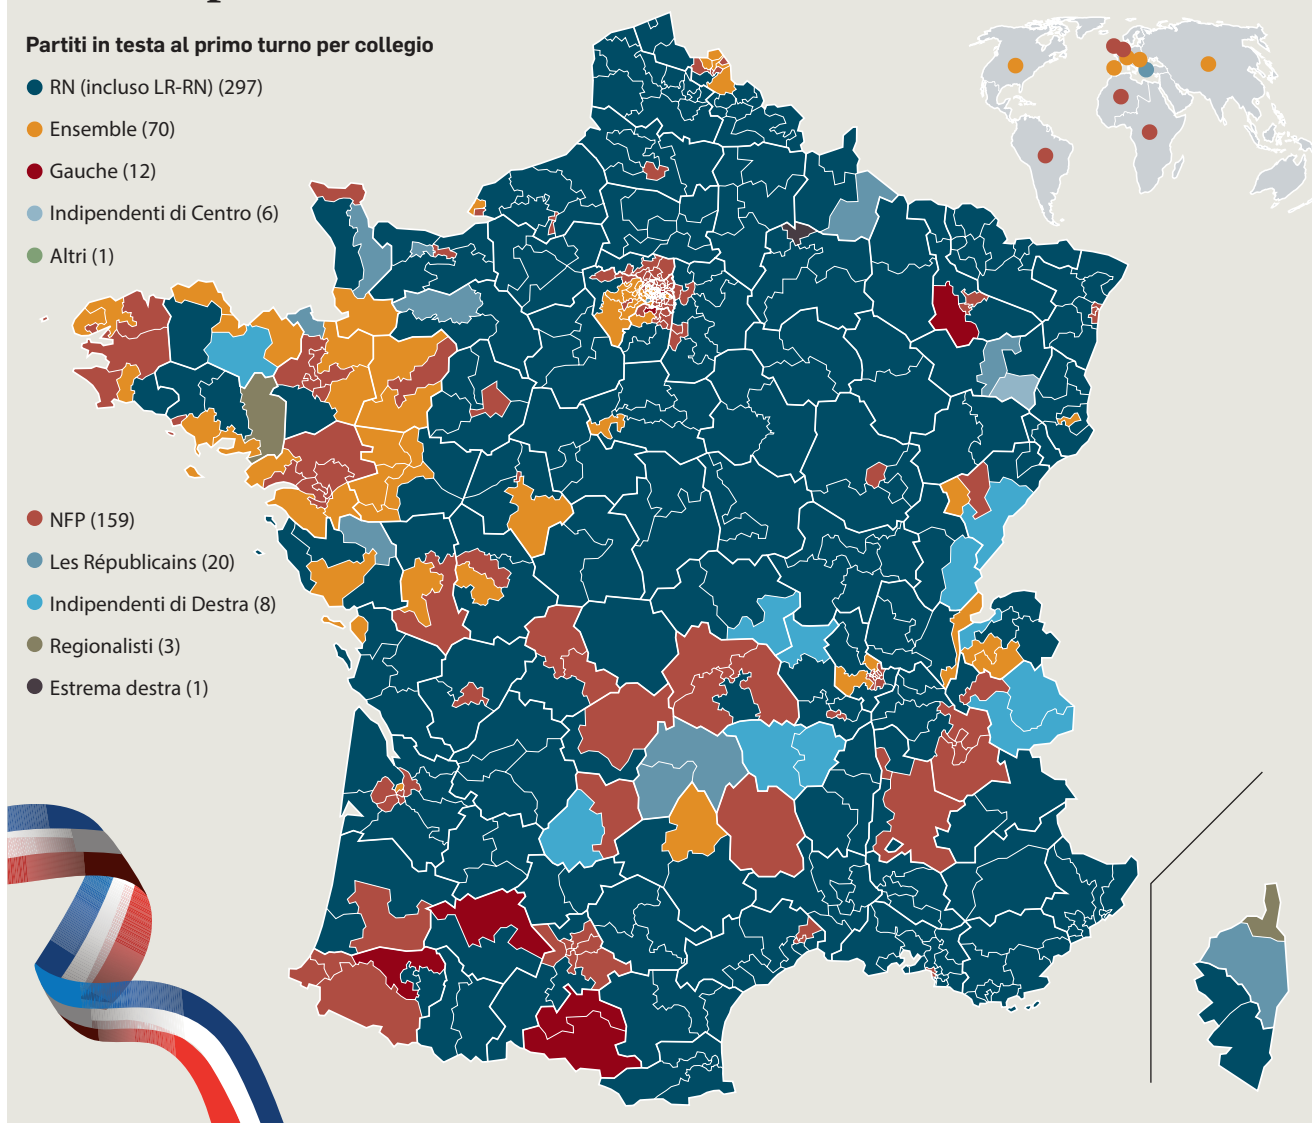 Partiti in testa al primo turno per collegio
RN (incluso LR-RN) (297)
Ensemble (70)
Gauche (12)
Indipendenti di Centro (6)
Altri (1)
NFP (159)
Les Républicains (20)
Indipendenti di Destra (8)
Regionalisti (3)
Estrema destra (1)